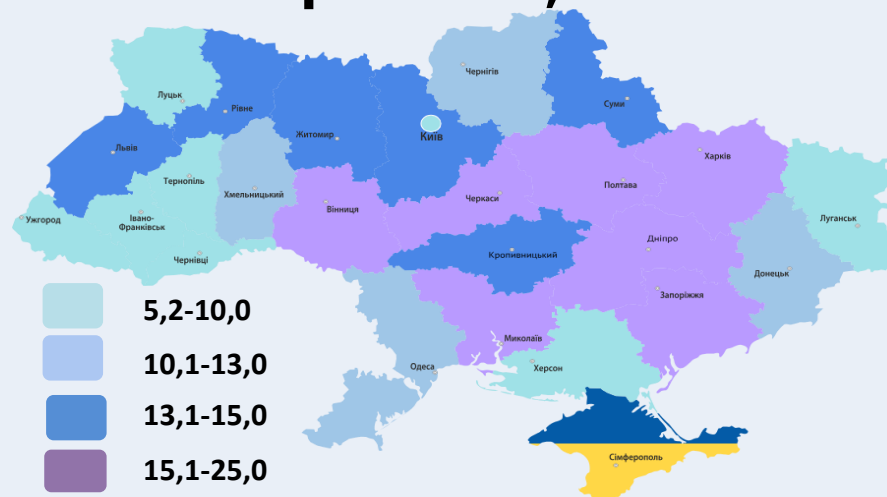 Чернігів
Луцьк
Рівне
Суми
Житомир
Київ
Львів
Харків
Тернопіль
Хмельницький
Черкаси
Полтава
Вінниця
Ужгород
Івано-
Франківськ
Луганськ
Чернівці
Кропивницький
Дніпро
Донецьк
Запоріжжя
5,2-10,0
Миколаїв
10,1-13,0
Одеса
Херсон
13,1-15,0
Сімферополь
15,1-25,0